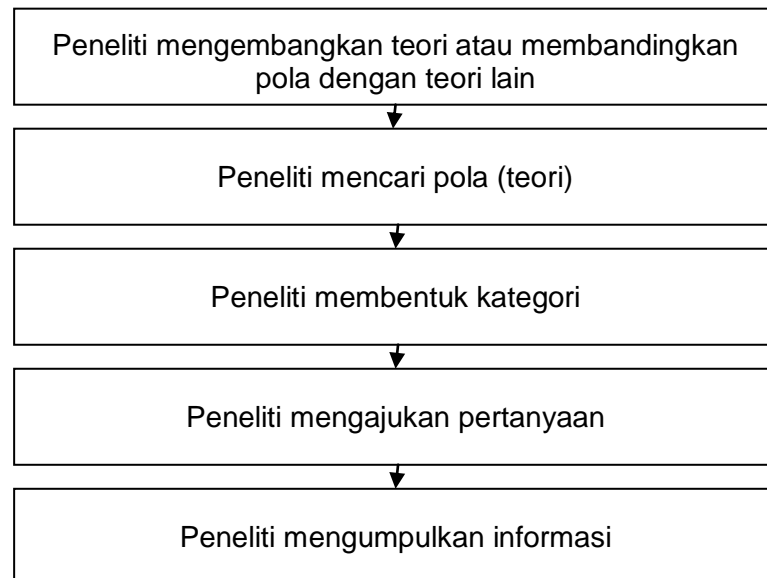 Peneliti mengembangkan teori atau membandingkan
pola dengan teori lain
Peneliti mencari pola (teori)
Peneliti membentuk kategori
Peneliti mengajukan pertanyaan
Peneliti mengumpulkan informasi